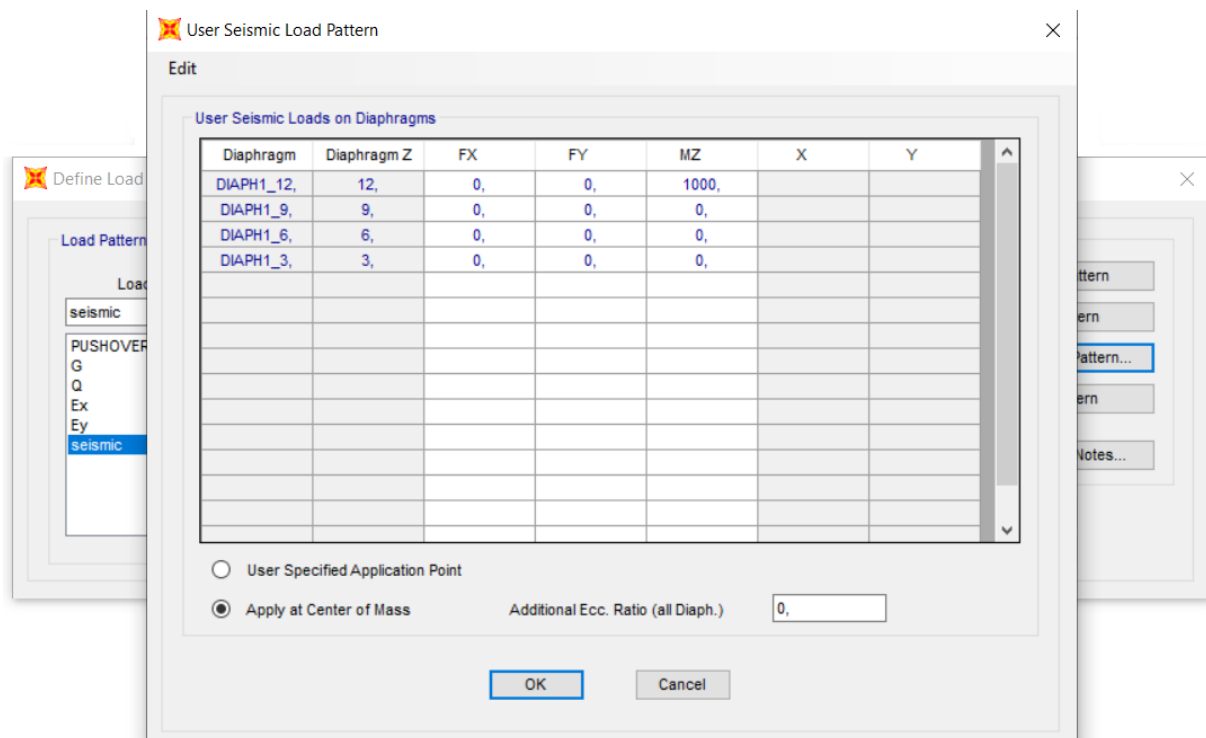 User Seismic Load Pattern
Edit
User Seismic Loads on Diaphragms
Diaphragm Diaphragm Z FX FY MZ X Y
DIAPH1_12, 12, 0, 0, 1000,
DIAPH1_9, 9, 0, 0, 0,
DIAPH1_6, 6, 0, 0, 0,
DIAPH1_3, 3, 0, 0, 0,
User Specified Application Point
Apply at Center of Mass Additional Ecc. Ratio (all Diaph.) 0,
OK Cancel
Define Load
Load Pattern
Load
seismic
PUSHOVER
G
Q
Ex
Ey
seismic
ttern
ern
Pattern...
ern
Notes...